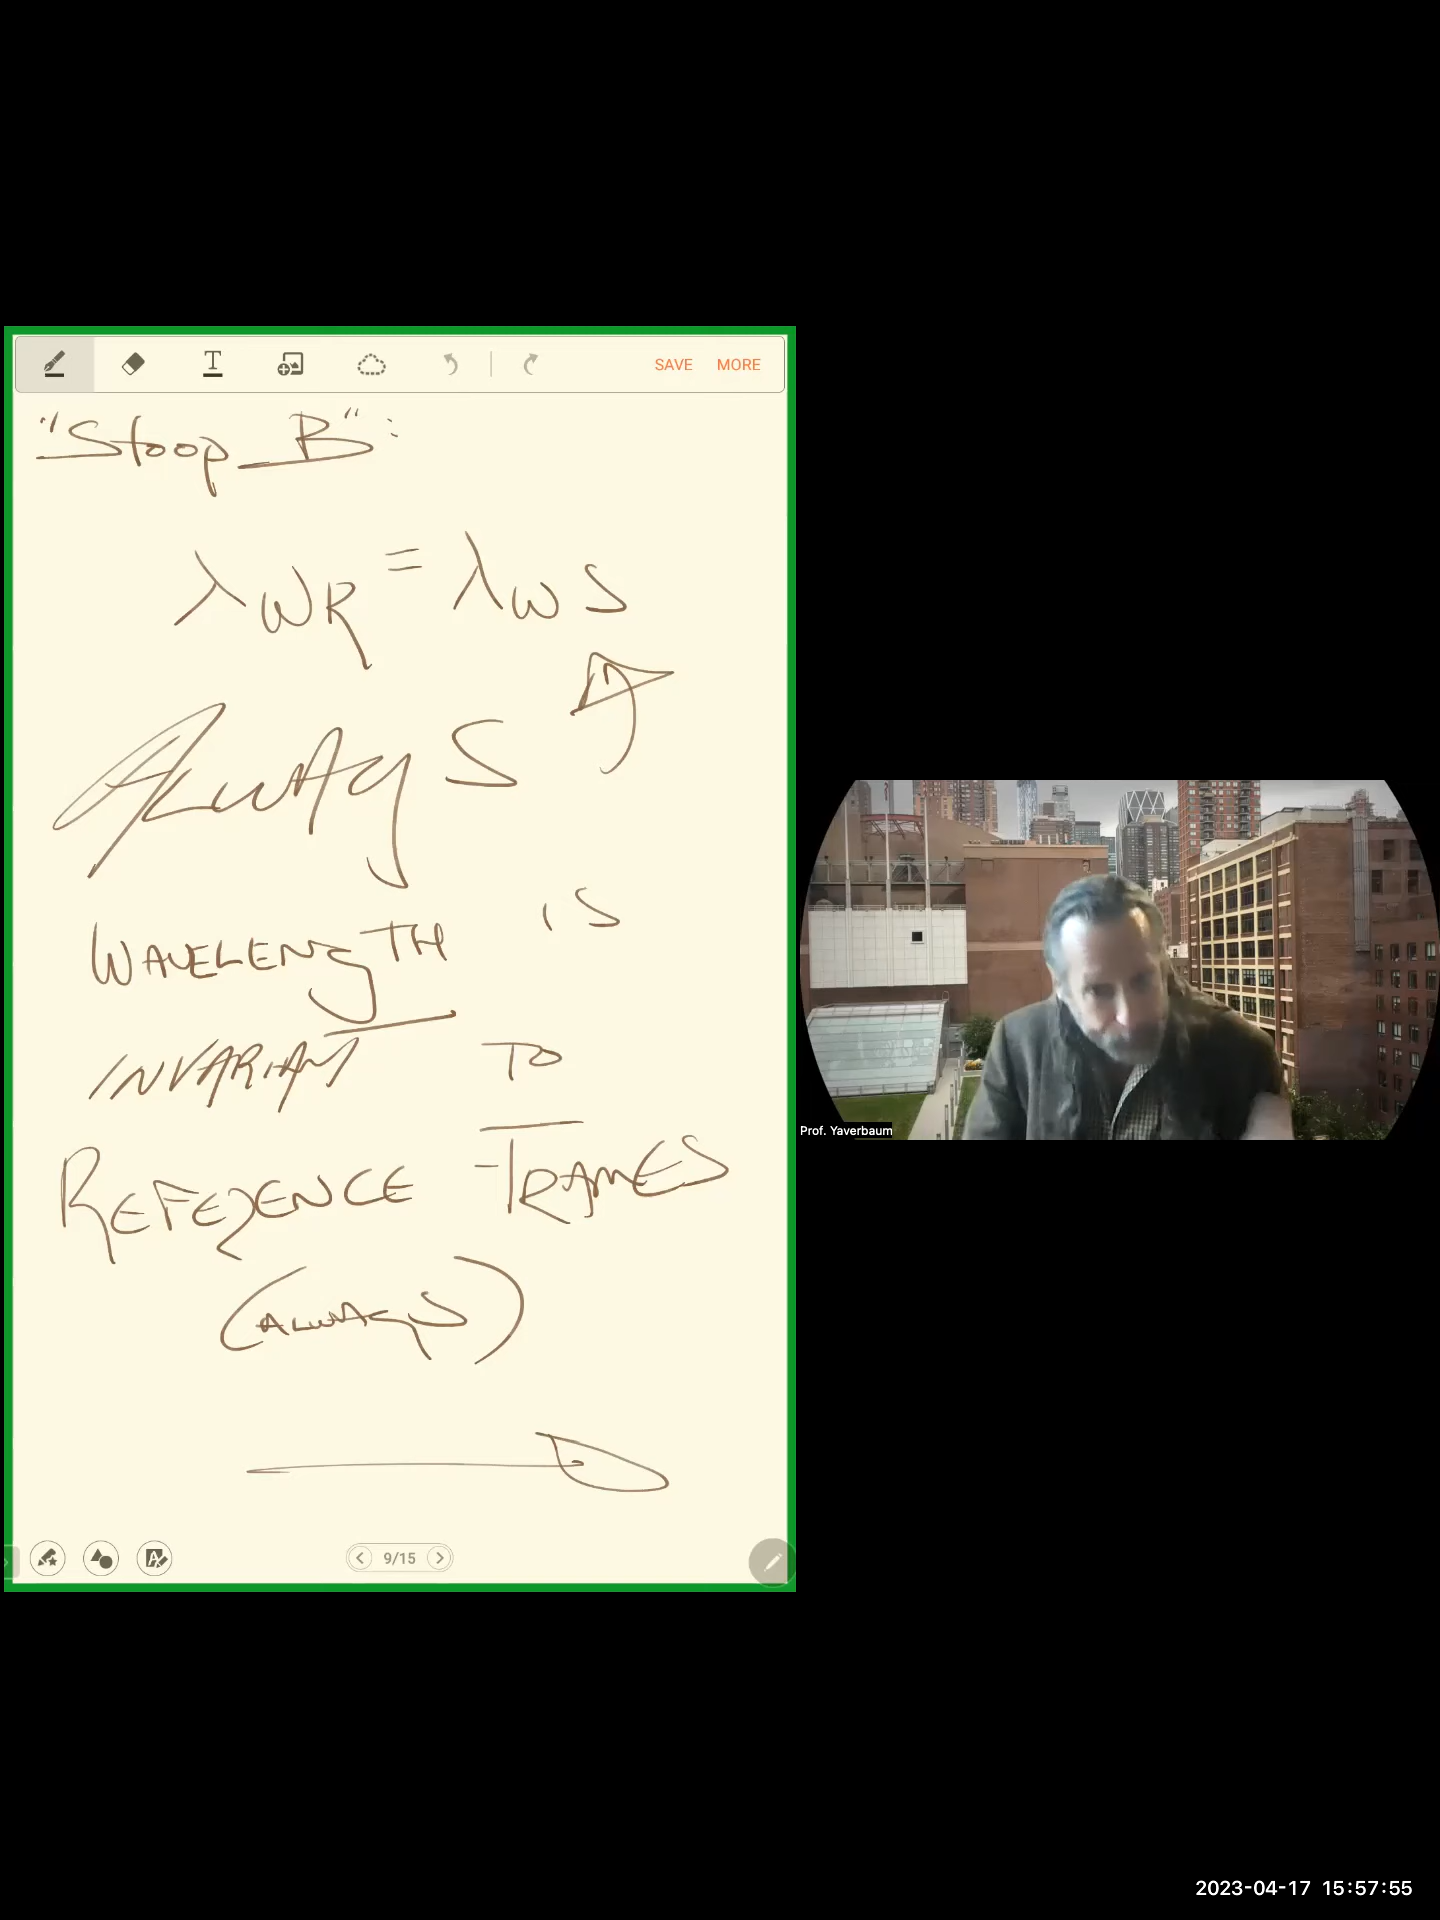 SAVE MORE
"Stoop B":
λWR = λWS
ALWAYS
WAVELENGTH IS
INVARIANT TO
REFERENCE FRAMES
(ALWAYS)
9/15
Prof. Yaverbaum
2023-04-17 15:57:55